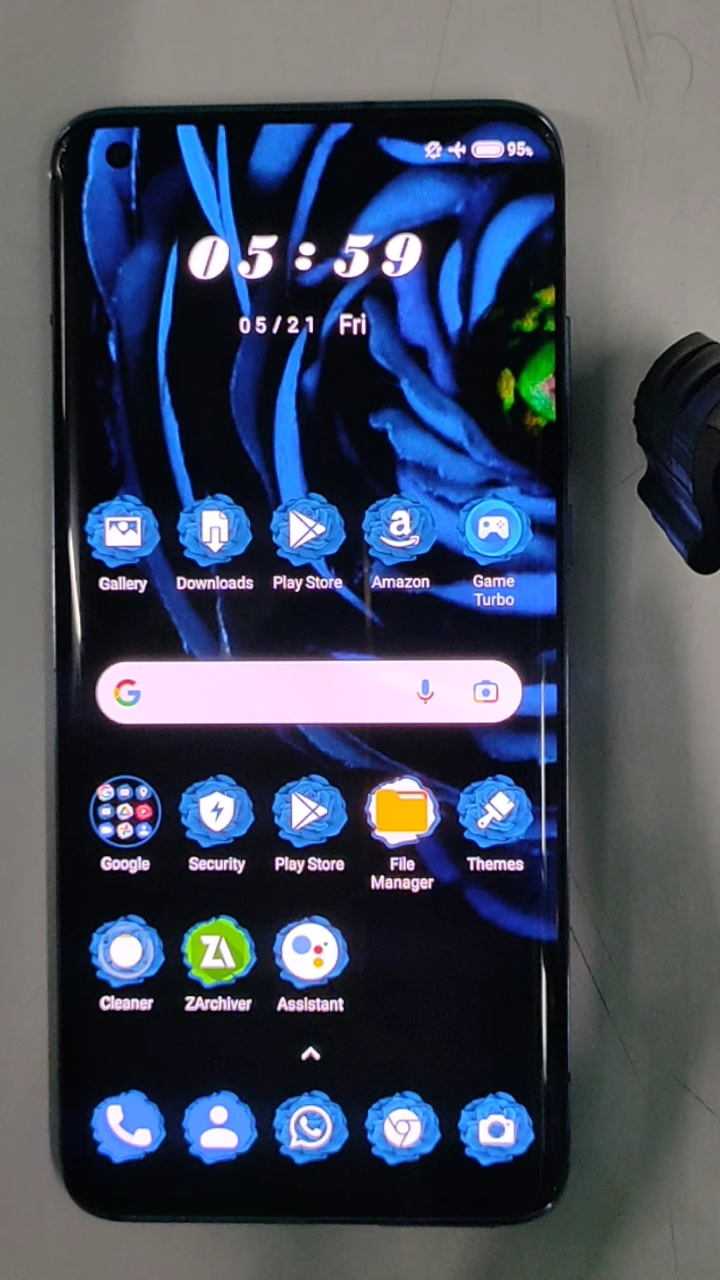 95%
05:59
05/21 Fri
Gallery Downloads Play Store Amazon Game
Turbo
G
Google Security Play Store File Themes
Manager
Cleaner ZArchiver Assistant